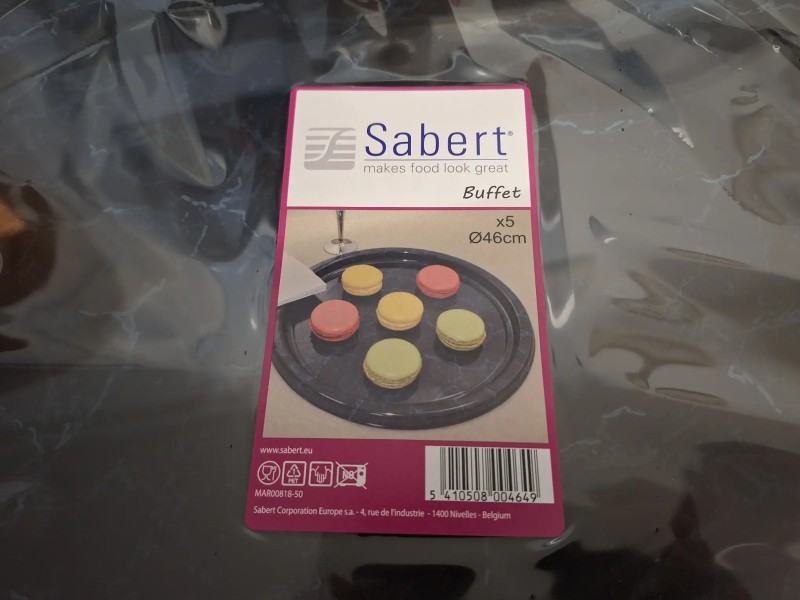 Sabert®
makes food look great
Buffet
x5
Ø46cm
www.sabert.eu
PET
NO
MAR00818-50
5 410508 004649
Sabert Corporation Europe s.a. - 4, rue de l'industrie - 1400 Nivelles - Belgium